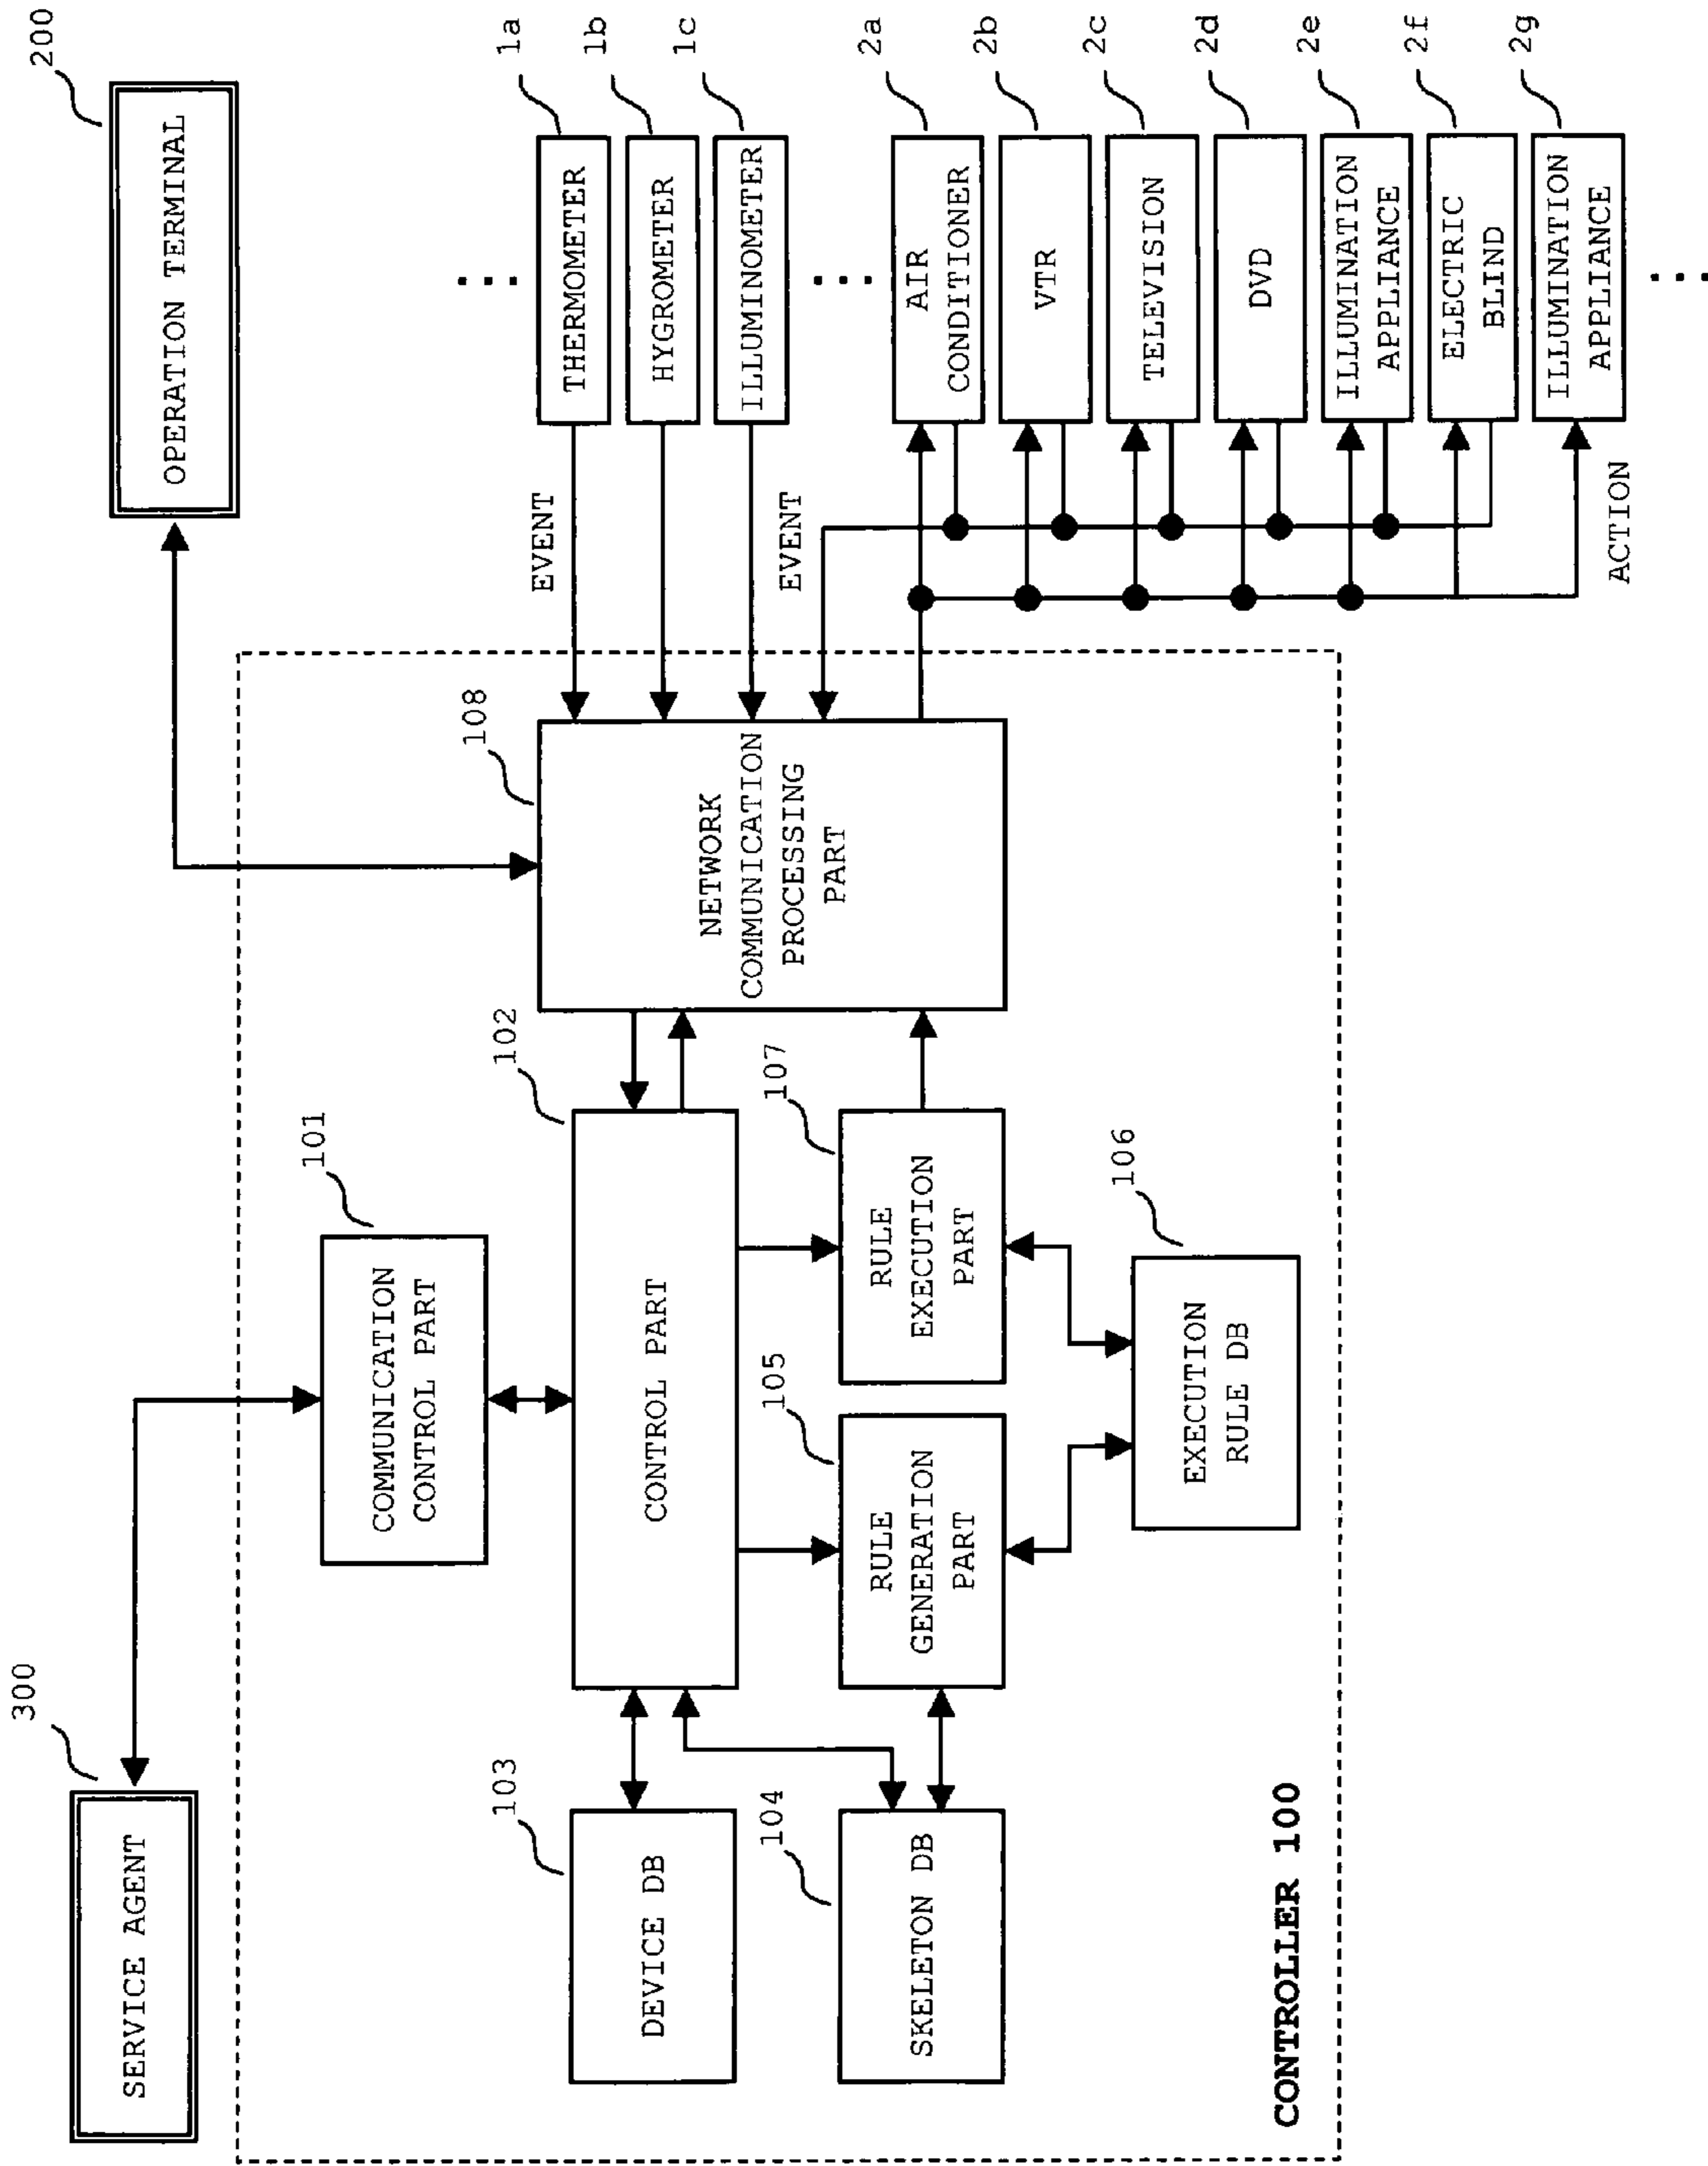 300
SERVICE AGENT
200
OPERATION TERMINAL
101
COMMUNICATION
CONTROL PART
102
CONTROL PART
103
DEVICE DB
104
SKELETON DB
105
RULE
GENERATION
PART
107
RULE
EXECUTION
PART
106
EXECUTION
RULE DB
108
NETWORK
COMMUNICATION
PROCESSING
PART
CONTROLLER 100
EVENT
EVENT
ACTION
THERMOMETER
1a
HYGROMETER
1b
ILLUMINOMETER
1c
AIR
CONDITIONER
2a
VTR
2b
TELEVISION
2c
DVD
2d
ILLUMINATION
APPLIANCE
2e
ELECTRIC
BLIND
2f
ILLUMINATION
APPLIANCE
2g